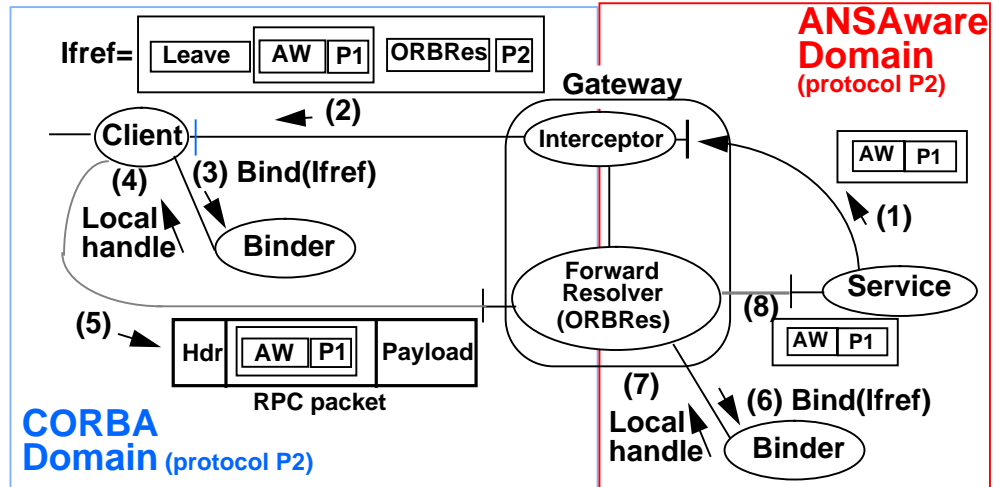 Ifref=
Leave
AW
P1
ORBRes
P2
ANSAware
Domain
(protocol P2)
Gateway
(2)
Client
Interceptor
AW
P1
(3) Bind(Ifref)
(4)
Local
handle
(1)
Binder
Forward
Resolver
(ORBRes)
Service
(8)
(5)
Hdr
AW
P1
Payload
AW
P1
RPC packet
(7)
Local
handle
(6) Bind(Ifref)
Binder
CORBA
Domain (protocol P2)